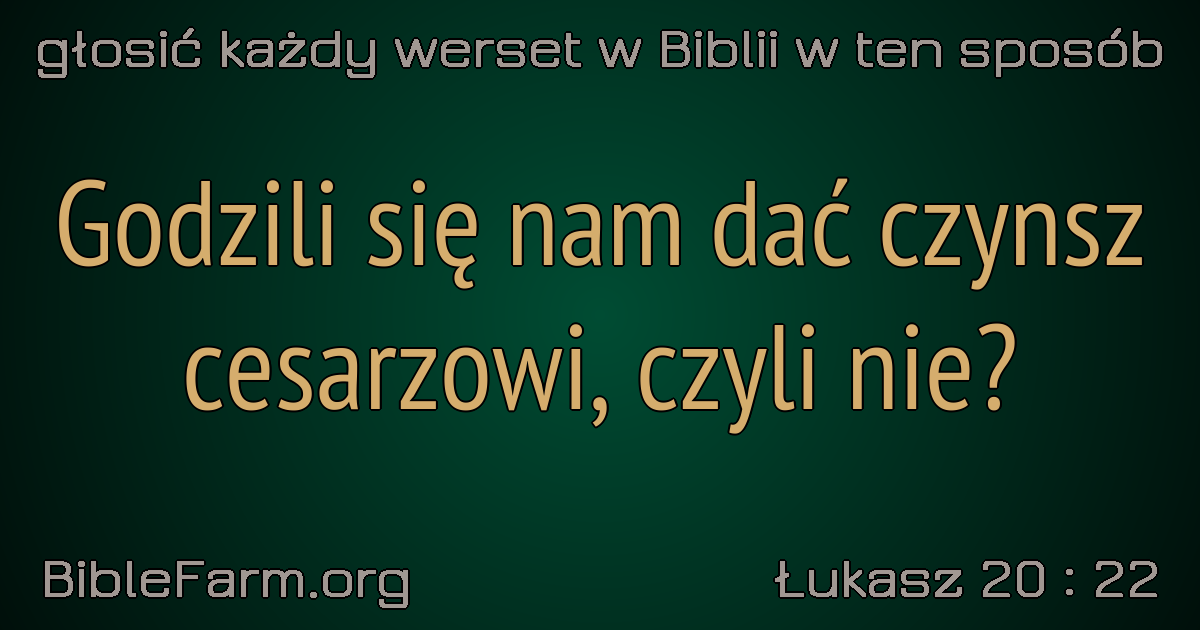 głosić każdy werset w Biblii w ten sposób
Godzili się nam dać czynsz
cesarzowi, czyli nie?
BibleFarm.org
Łukasz 20 : 22